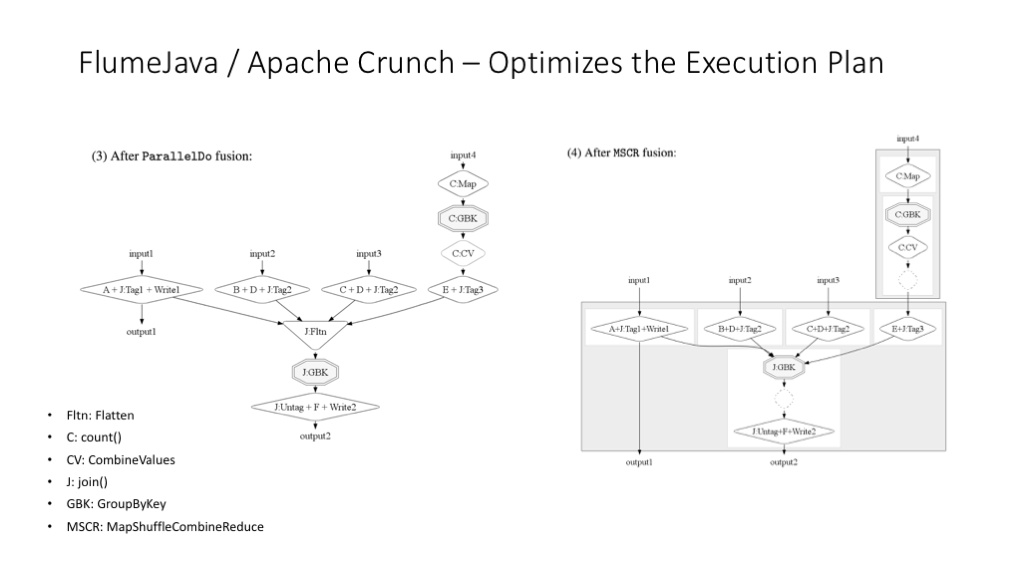 FlumeJava / Apache Crunch – Optimizes the Execution Plan
(3) After ParallelDo fusion:
input4
C:Map
C:GBK
C:CV
input1
input2
input3
A + J:Tag1 + Write1
B + D + J:Tag2
C + D + J:Tag2
E + J:Tag3
output1
J:Fltn
J:GBK
J:Untag + F + Write2
output2
(4) After MSCR fusion:
input4
C:Map
C:GBK
C:CV
input1
input2
input3
A+J:Tag1+Write1
B+D+J:Tag2
C+D+J:Tag2
E+J:Tag3
J:GBK
J:Untag+F+Write2
output1
output2
• Fltn: Flatten
• C: count()
• CV: CombineValues
• J: join()
• GBK: GroupByKey
• MSCR: MapShuffleCombineReduce